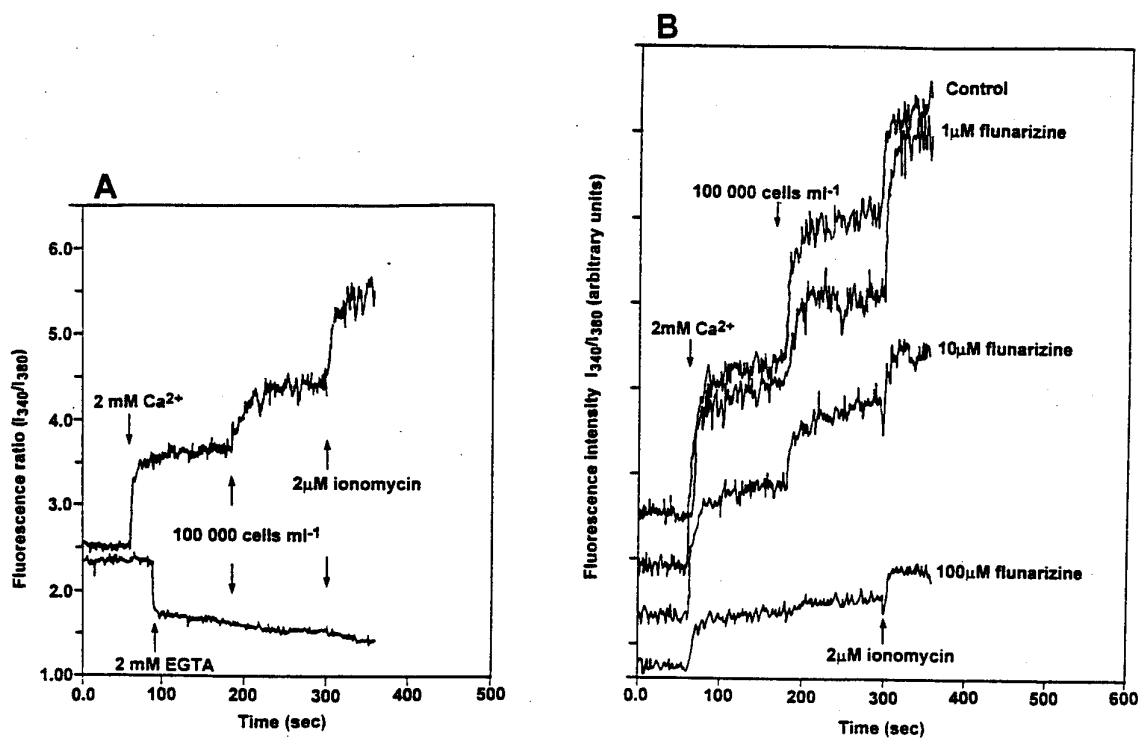 A
Fluorescence ratio (I340/I380)
6.0
5.0
4.0
3.0
2.0
1.00
2 mM Ca2+
2µM ionomycin
100 000 cells ml-1
2 mM EGTA
0.0 100 200 300 400 500
Time (sec)
B
Fluorescence intensity I340/I380 (arbitrary units)
Control
1µM flunarizine
100 000 cells ml-1
2mM Ca2+
10µM flunarizine
100µM flunarizine
2µM ionomycin
0.0 100 200 300 400 500 600
Time (sec)